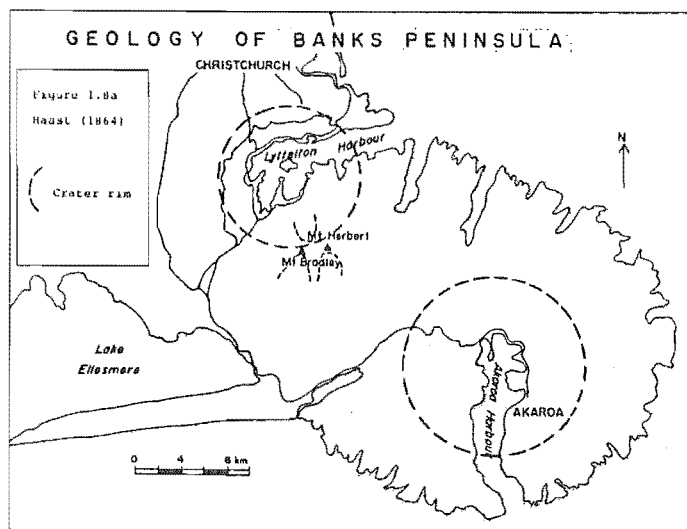 GEOLOGY OF BANKS PENINSULA
CHRISTCHURCH
Figure 1.8a
Haast (1864)
Crater rim
Lyttelton Harbour
N
Mt Herbert
Mt Bradley
Lake
Ellesmere
Akaroa Harbour
AKAROA
0 4 8 km